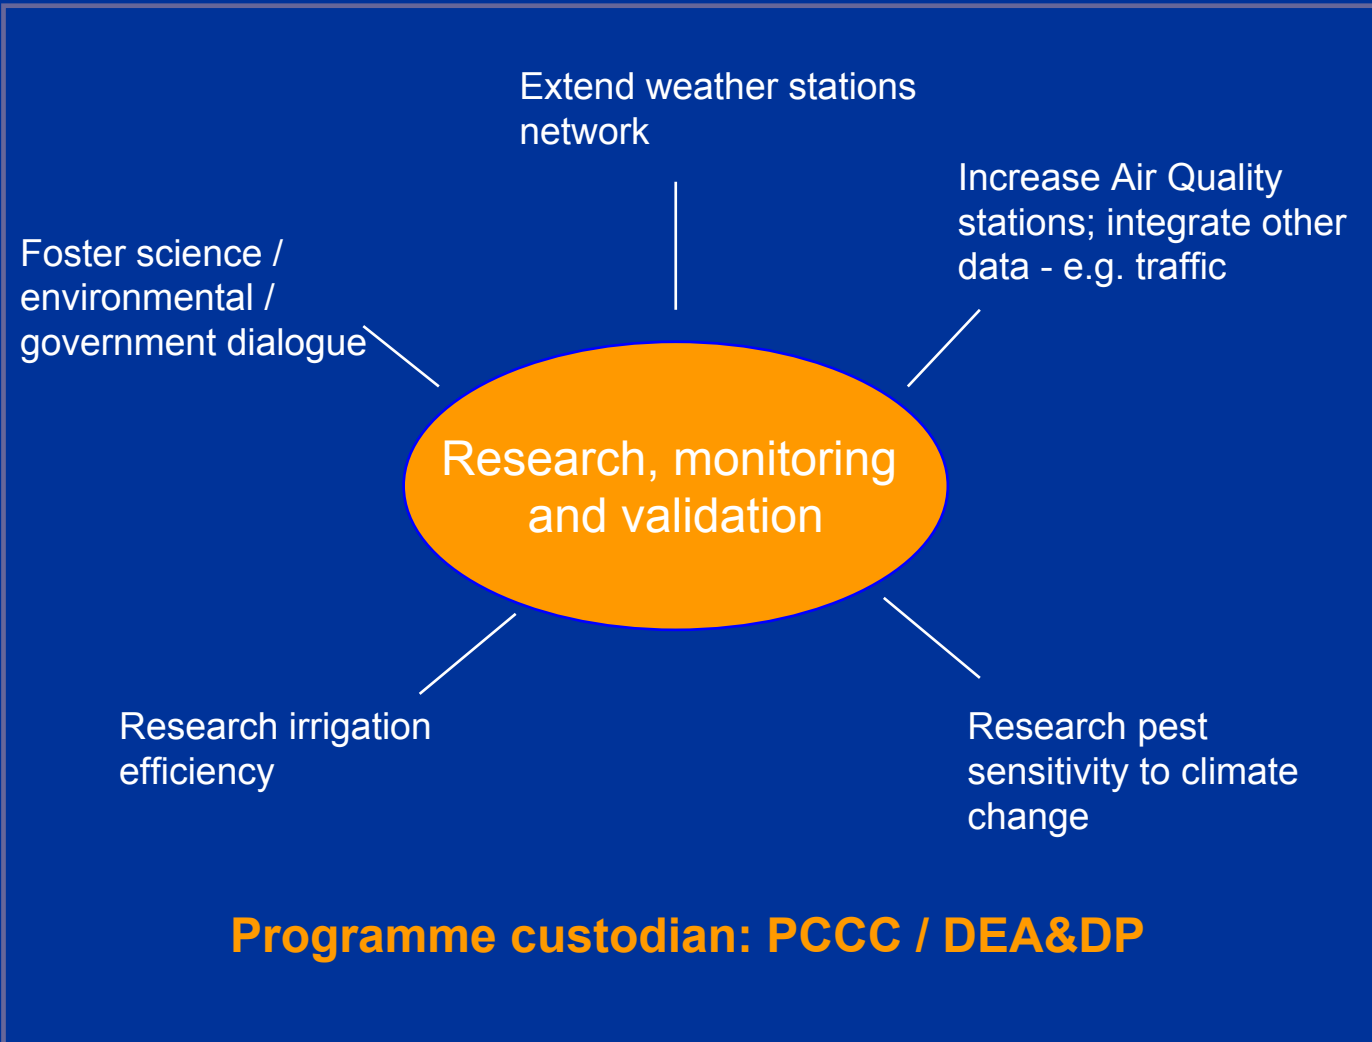 Extend weather stations
network
Increase Air Quality
stations; integrate other
data - e.g. traffic
Foster science /
environmental /
government dialogue
Research, monitoring
and validation
Research irrigation
efficiency
Research pest
sensitivity to climate
change
Programme custodian: PCCC / DEA&DP